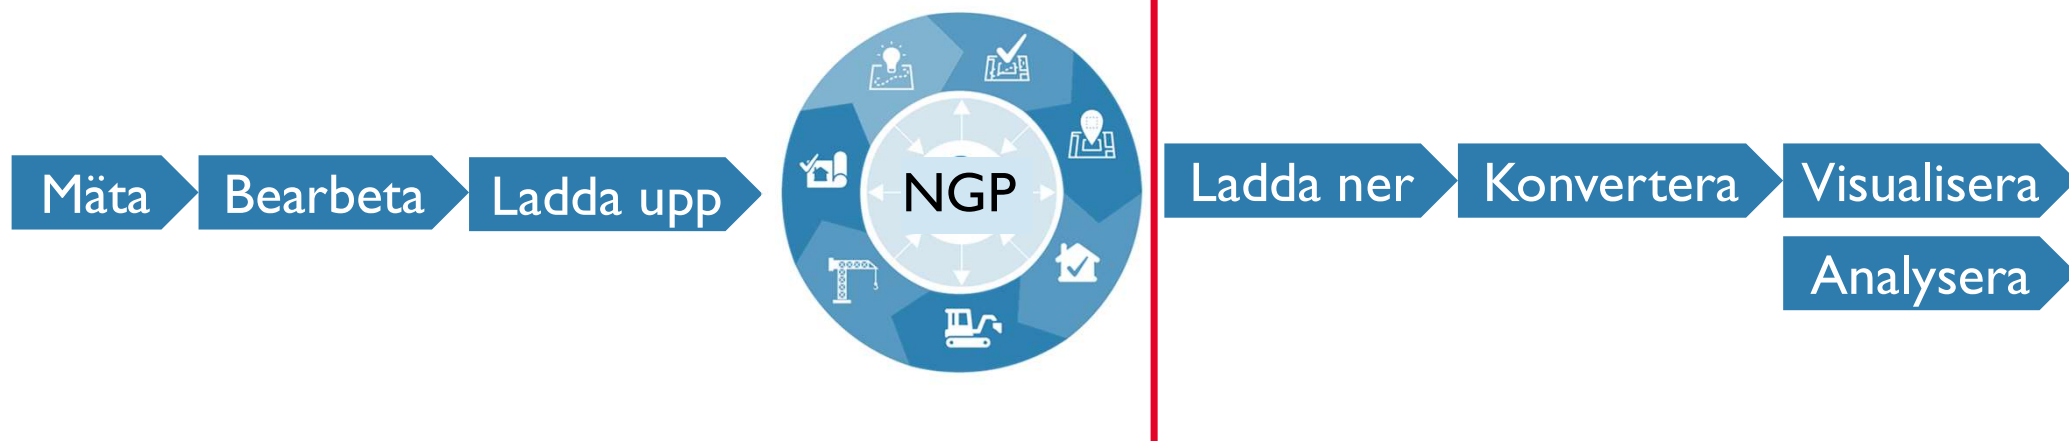 Mäta
Bearbeta
Ladda upp
NGP
Ladda ner
Konvertera
Visualisera
Analysera